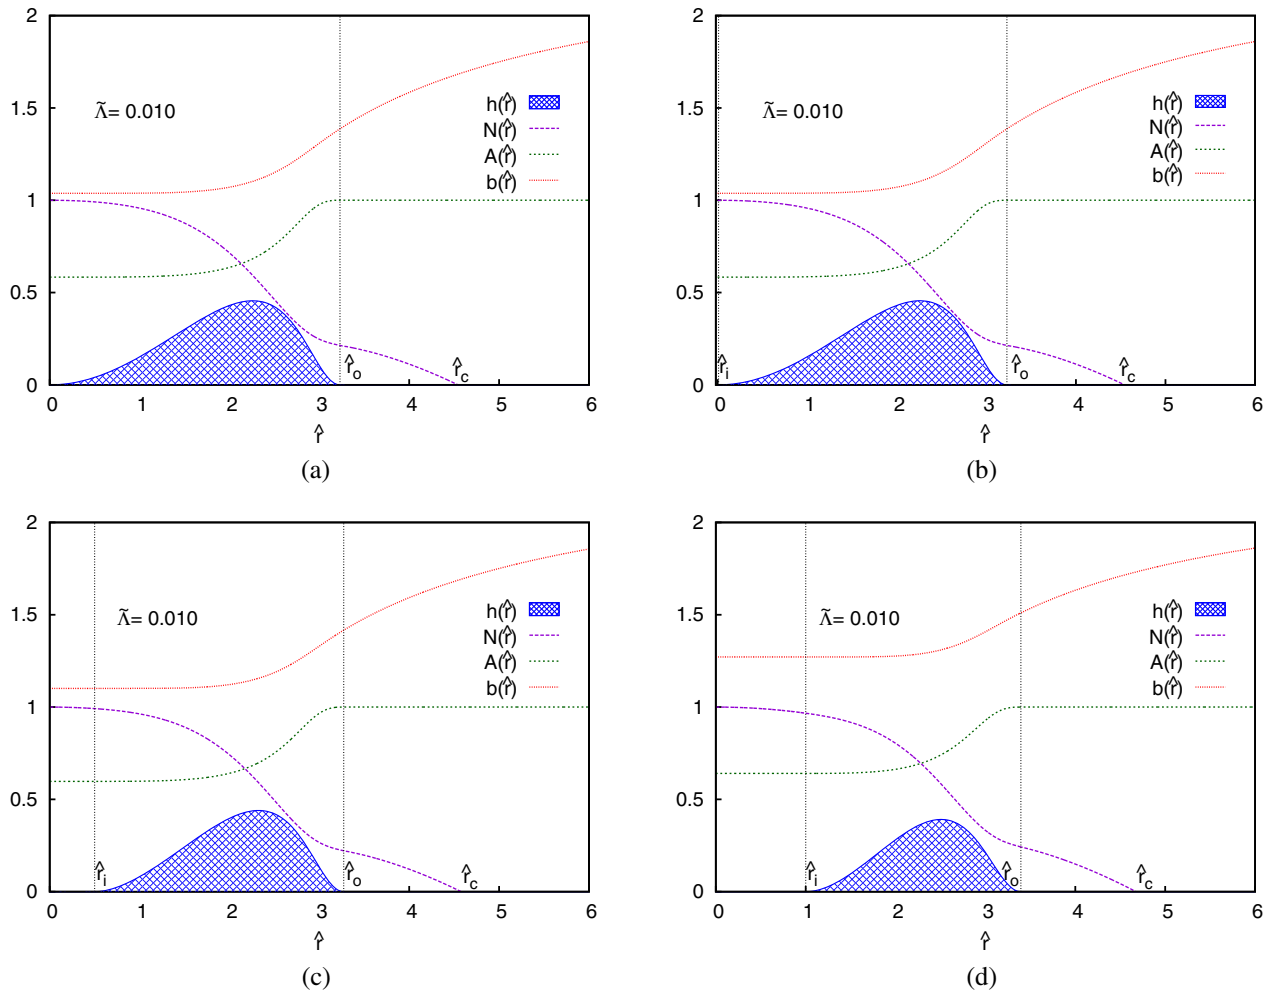 2
1.5
1
0.5
0
Λ̃= 0.010
h(r̂)
N(r̂)
A(r̂)
b(r̂)
r̂o
r̂c
0 1 2 3 4 5 6
r̂
(a)
2
1.5
1
0.5
0
Λ̃= 0.010
h(r̂)
N(r̂)
A(r̂)
b(r̂)
r̂i
r̂o
r̂c
0 1 2 3 4 5 6
r̂
(b)
2
1.5
1
0.5
0
Λ̃= 0.010
h(r̂)
N(r̂)
A(r̂)
b(r̂)
r̂i
r̂o
r̂c
0 1 2 3 4 5 6
r̂
(c)
2
1.5
1
0.5
0
Λ̃= 0.010
h(r̂)
N(r̂)
A(r̂)
b(r̂)
r̂i
r̂o
r̂c
0 1 2 3 4 5 6
r̂
(d)